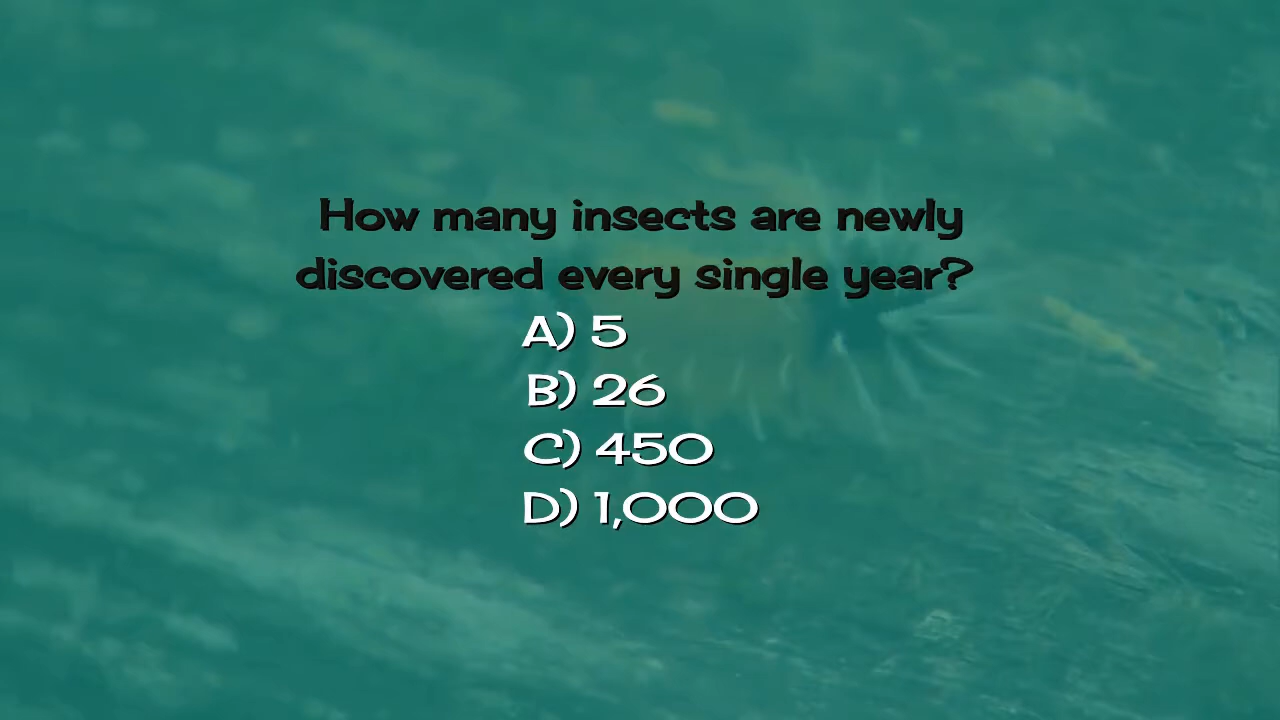 How many insects are newly
discovered every single year?
A) 5
B) 26
C) 450
D) 1,000